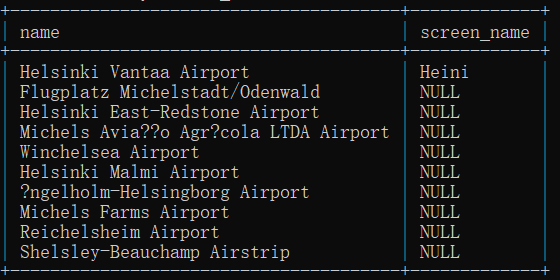 name screen_name
Helsinki Vantaa Airport Heini
Flugplatz Michelstadt/Odenwald NULL
Helsinki East-Redstone Airport NULL
Michels Avia??o Agr?cola LTDA Airport NULL
Winchelsea Airport NULL
Helsinki Malmi Airport NULL
?ngelholm-Helsingborg Airport NULL
Michels Farms Airport NULL
Reichelsheim Airport NULL
Shelsley-Beauchamp Airstrip NULL